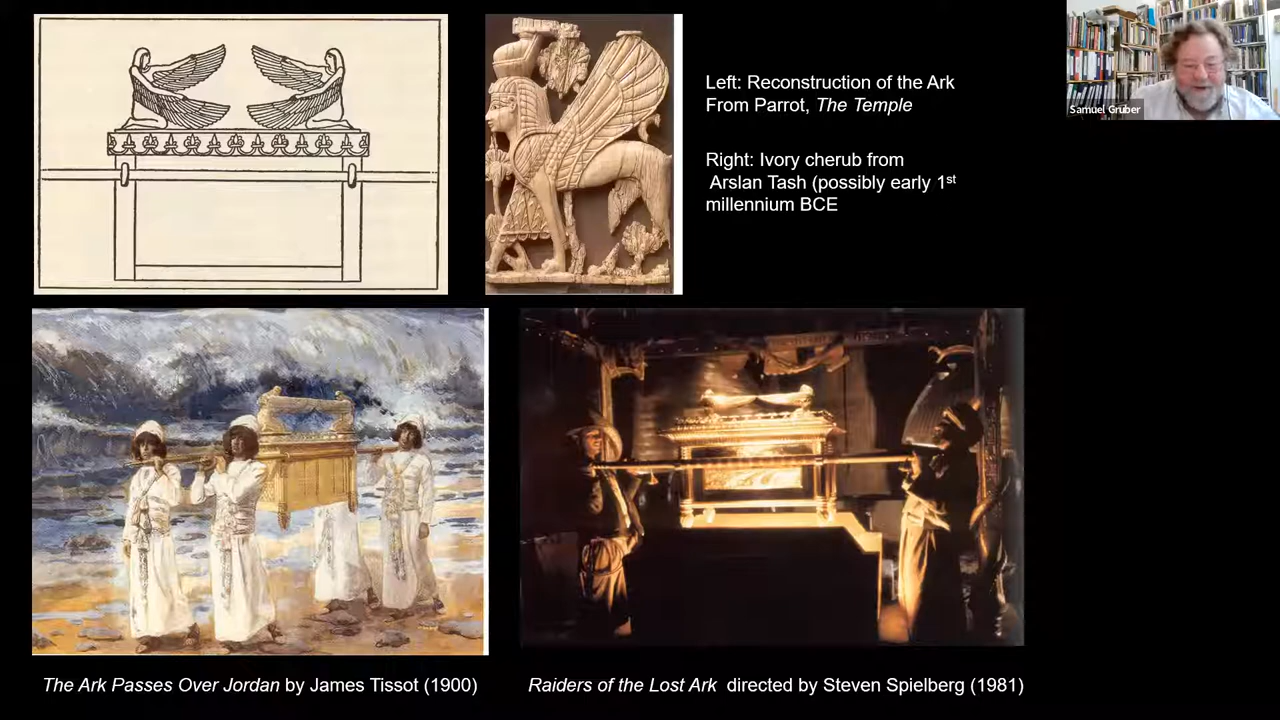 Left: Reconstruction of the Ark
From Parrot, The Temple
Right: Ivory cherub from
Arslan Tash (possibly early 1st
millennium BCE
Samuel Gruber
The Ark Passes Over Jordan by James Tissot (1900)
Raiders of the Lost Ark directed by Steven Spielberg (1981)